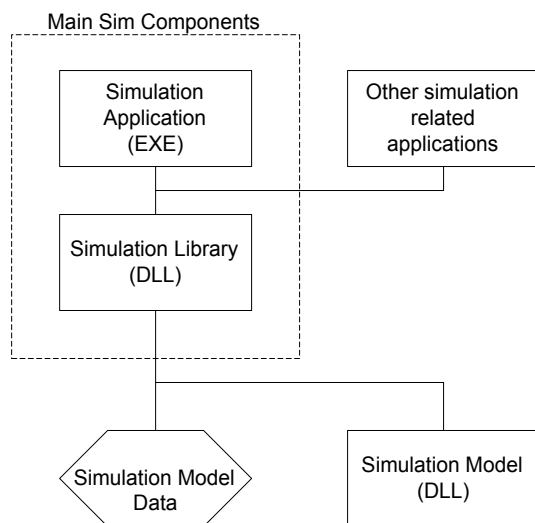 Main Sim Components
Simulation
Application
(EXE)
Other simulation
related
applications
Simulation Library
(DLL)
Simulation Model
Data
Simulation Model
(DLL)